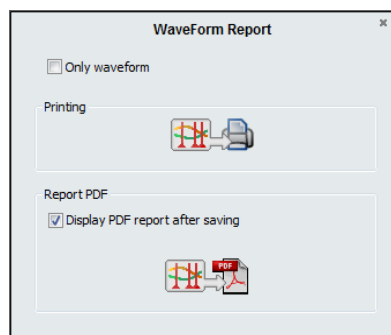 WaveForm Report
Only waveform
Printing
Report PDF
Display PDF report after saving
PDF